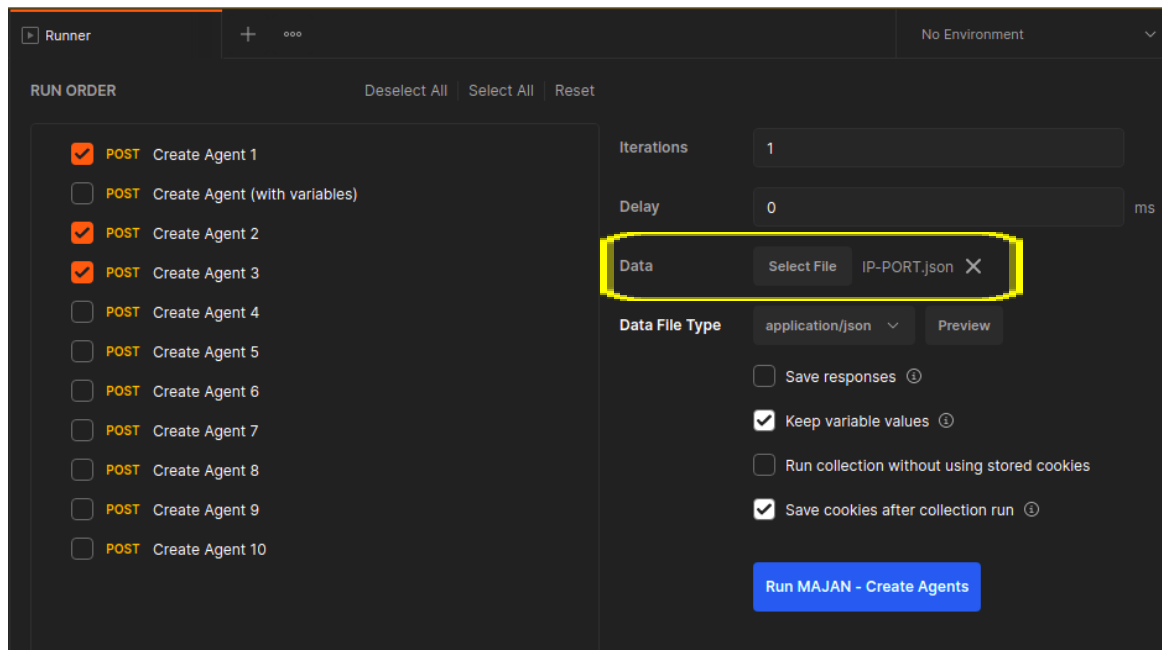 Runner
No Environment
RUN ORDER
Deselect All
Select All
Reset
POST Create Agent 1
POST Create Agent (with variables)
POST Create Agent 2
POST Create Agent 3
POST Create Agent 4
POST Create Agent 5
POST Create Agent 6
POST Create Agent 7
POST Create Agent 8
POST Create Agent 9
POST Create Agent 10
Iterations 1
Delay 0 ms
Data Select File IP-PORT.json
Data File Type application/json Preview
Save responses
Keep variable values
Run collection without using stored cookies
Save cookies after collection run
Run MAJAN - Create Agents